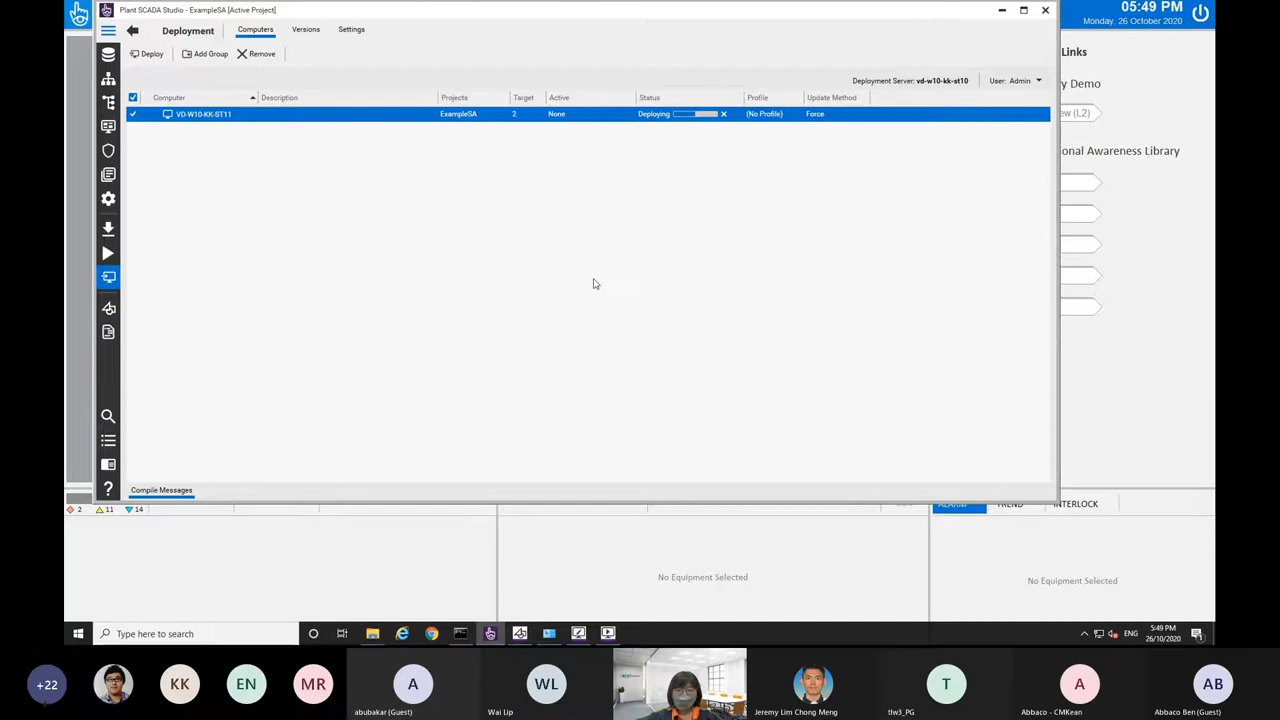 Plant SCADA Studio - ExampleSA [Active Project]
05:49 PM
Monday, 26 October 2020
Deployment
Computers
Versions
Settings
Deploy
Add Group
Remove
Links
Deployment Server: vd-w10-kk-st10
User: Admin
y Demo
Computer
Description
Projects
Target
Active
Status
Profile
Update Method
VD-W10-KK-ST11
ExampleSA
2
None
Deploying
(No Profile)
Force
ew (L2)
onal Awareness Library
?
Compile Messages
2
11
14
ALARM
TREND
INTERLOCK
No Equipment Selected
No Equipment Selected
Type here to search
ENG
5:49 PM
26/10/2020
1
+22
KK
EN
MR
A
WL
T
A
AB
abubakar (Guest)
Wai Lip
Jeremy Lim Chong Meng
tlw3_PG
Abbaco - CMKean
Abbaco Ben (Guest)